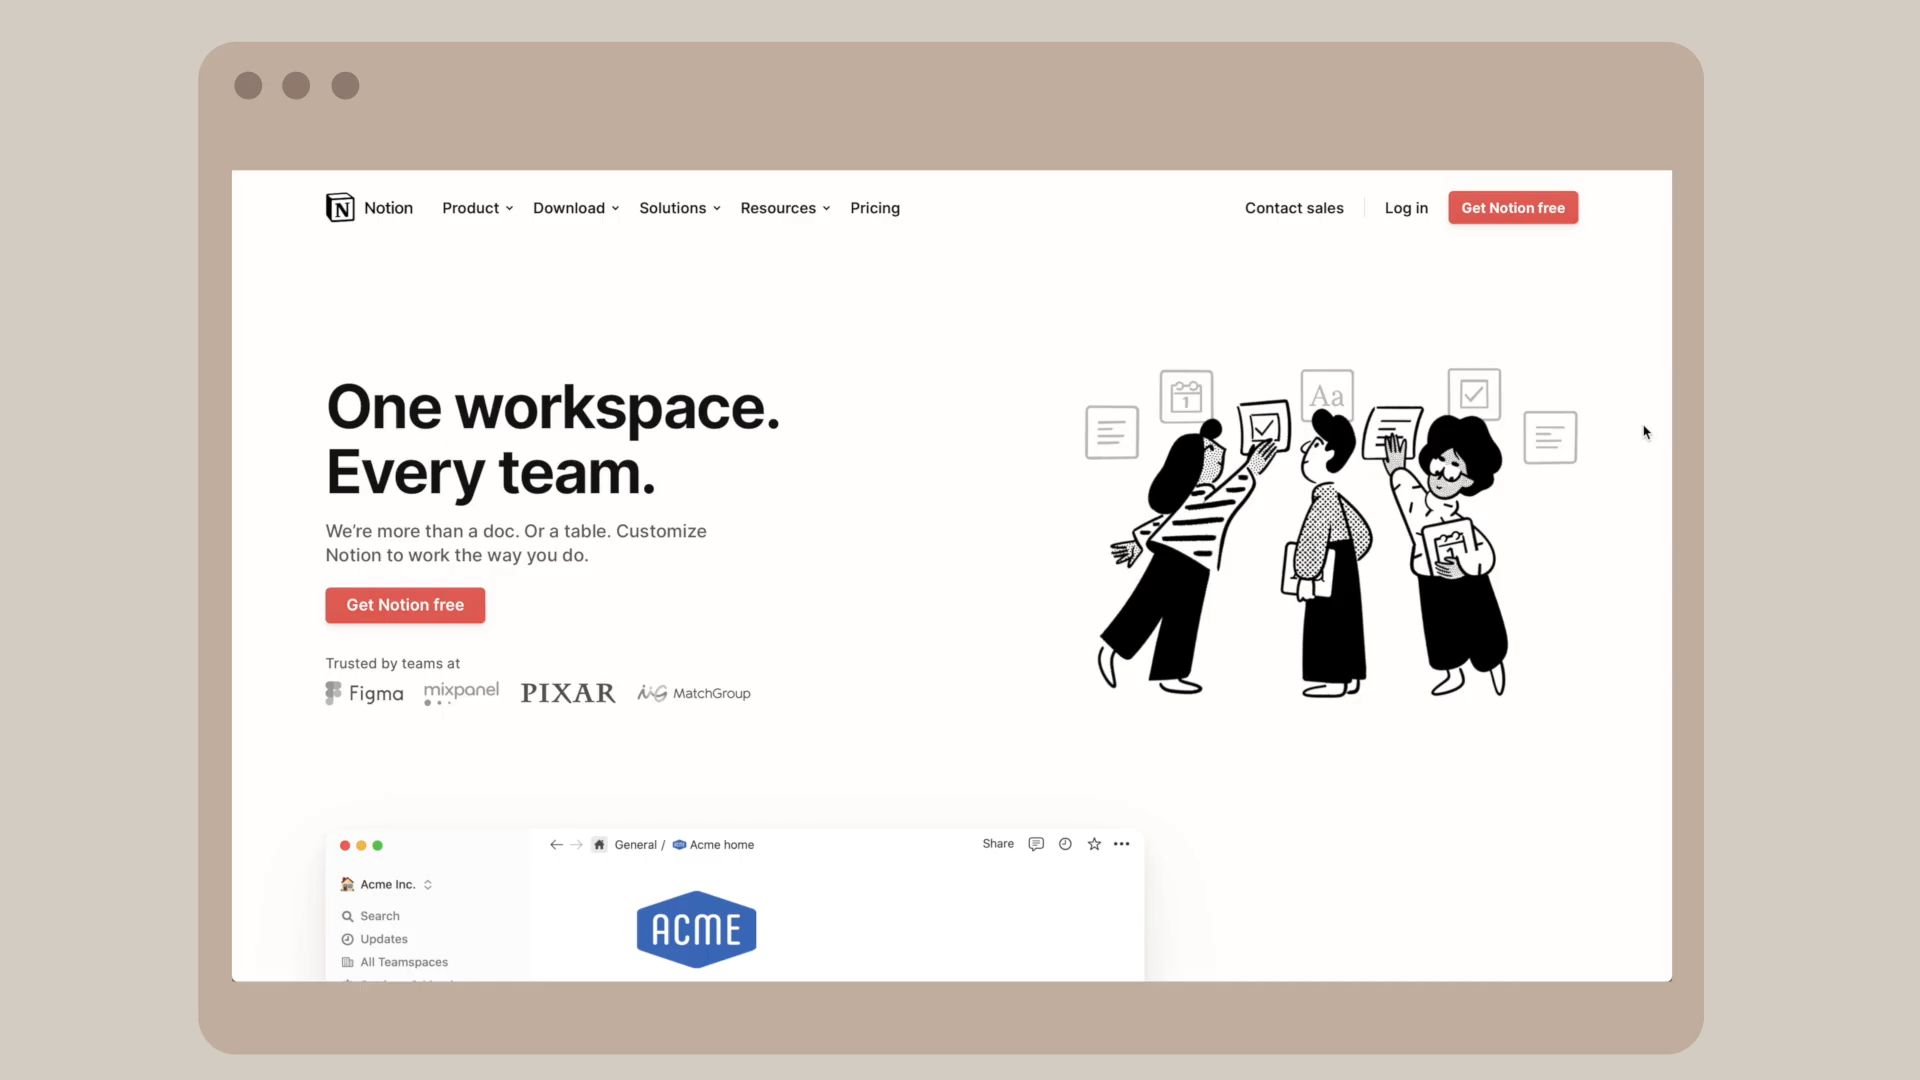 Notion Product Download Solutions Resources Pricing Contact sales Log in Get Notion free
One workspace.
Every team.
We’re more than a doc. Or a table. Customize
Notion to work the way you do.
Get Notion free
Trusted by teams at
Figma mixpanel PIXAR MatchGroup
1
Aa
General / Acme home Share
Acme Inc.
Search
Updates
All Teamspaces
ACME